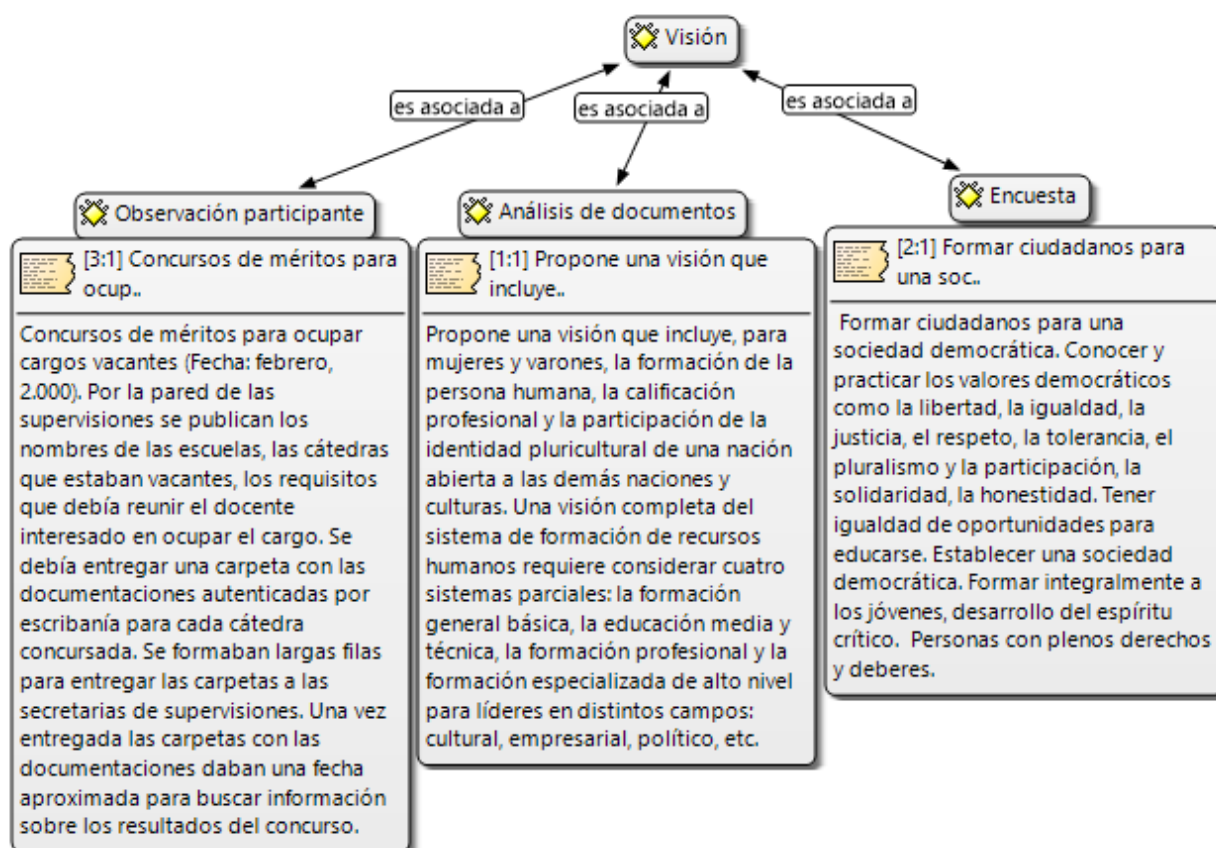 Visión
es asociada a
es asociada a
es asociada a
Observación participante
[3:1] Concursos de méritos para
ocup..
Concursos de méritos para ocupar
cargos vacantes (Fecha: febrero,
2.000). Por la pared de las
supervisiones se publican los
nombres de las escuelas, las cátedras
que estaban vacantes, los requisitos
que debía reunir el docente
interesado en ocupar el cargo. Se
debía entregar una carpeta con las
documentaciones autenticadas por
escribanía para cada cátedra
concursada. Se formaban largas filas
para entregar las carpetas a las
secretarias de supervisiones. Una vez
entregada las carpetas con las
documentaciones daban una fecha
aproximada para buscar información
sobre los resultados del concurso.
Análisis de documentos
[1:1] Propone una visión que
incluye..
Propone una visión que incluye, para
mujeres y varones, la formación de la
persona humana, la calificación
profesional y la participación de la
identidad pluricultural de una nación
abierta a las demás naciones y
culturas. Una visión completa del
sistema de formación de recursos
humanos requiere considerar cuatro
sistemas parciales: la formación
general básica, la educación media y
técnica, la formación profesional y la
formación especializada de alto nivel
para líderes en distintos campos:
cultural, empresarial, político, etc.
Encuesta
[2:1] Formar ciudadanos para
una soc..
Formar ciudadanos para una
sociedad democrática. Conocer y
practicar los valores democráticos
como la libertad, la igualdad, la
justicia, el respeto, la tolerancia, el
pluralismo y la participación, la
solidaridad, la honestidad. Tener
igualdad de oportunidades para
educarse. Establecer una sociedad
democrática. Formar integralmente a
los jóvenes, desarrollo del espíritu
crítico. Personas con plenos derechos
y deberes.